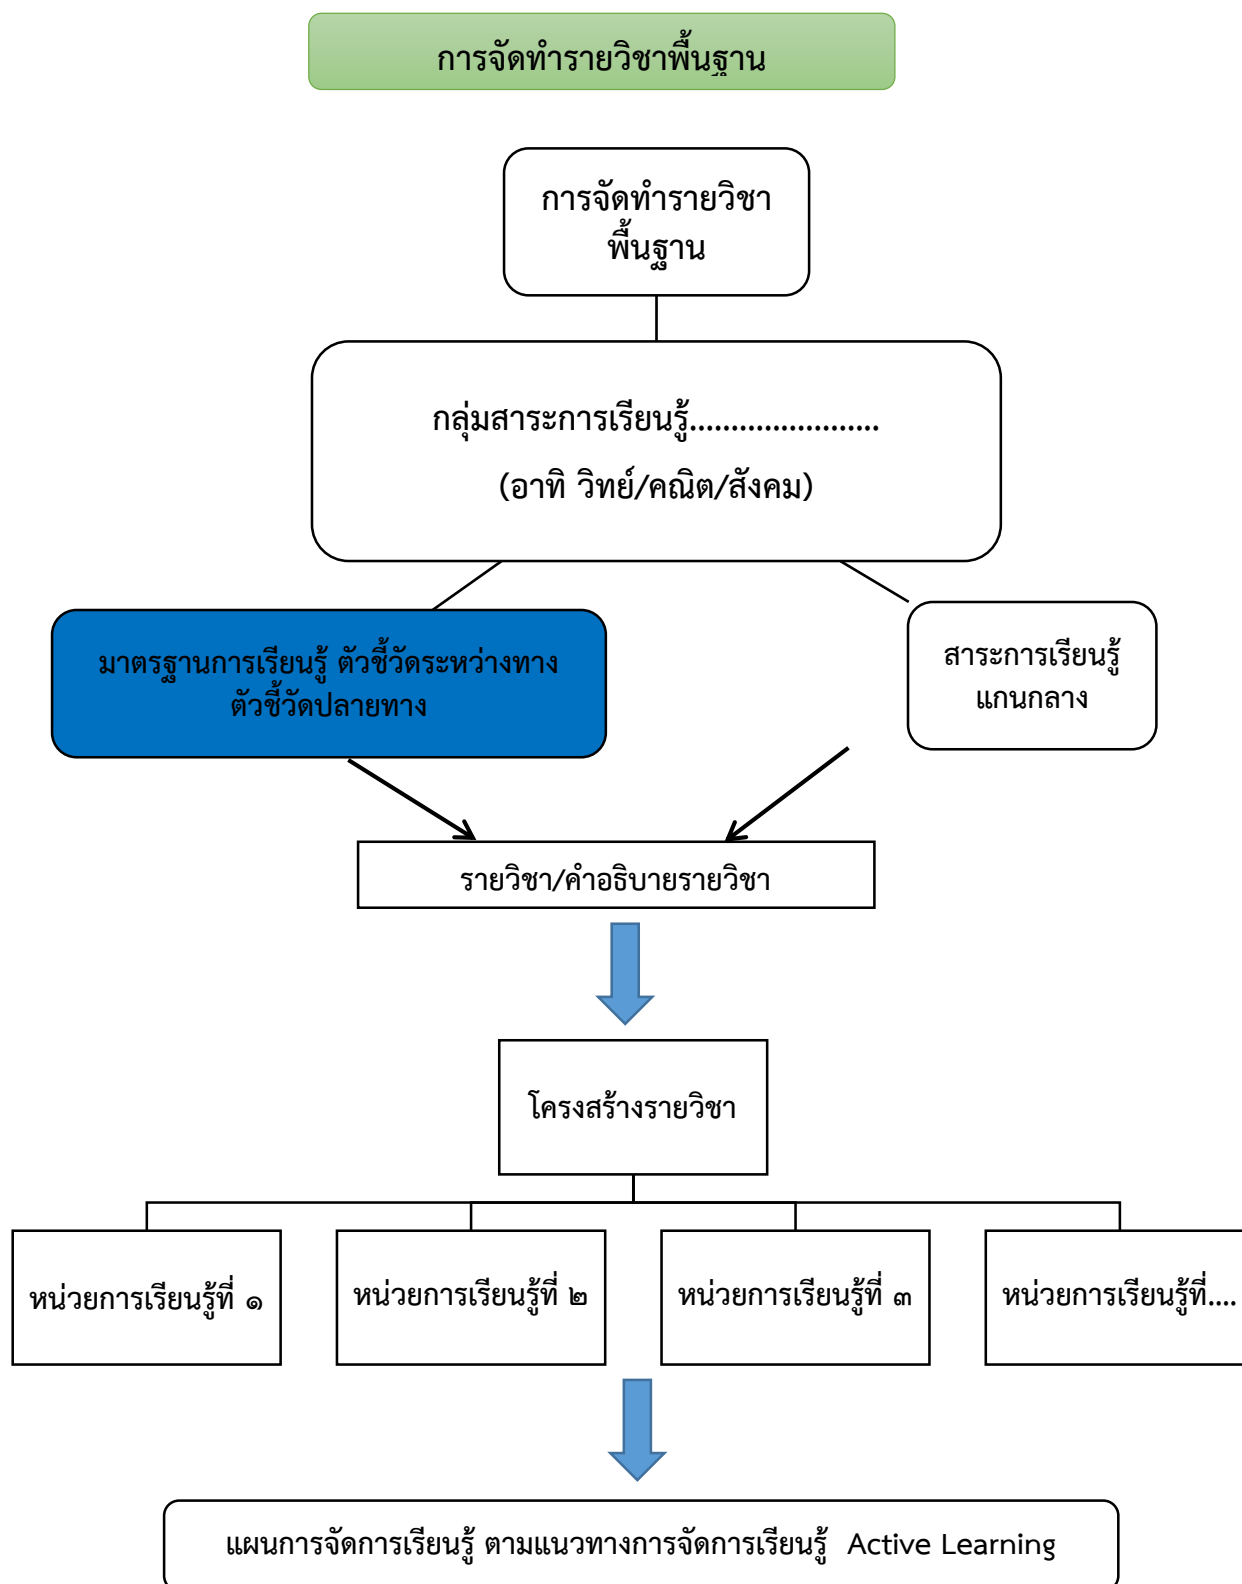 การจัดทำรายวิชาพื้นฐาน
การจัดทำรายวิชา
พื้นฐาน
กลุ่มสาระการเรียนรู้.......................
(อาทิ วิทย์/คณิต/สังคม)
มาตรฐานการเรียนรู้ ตัวชี้วัดระหว่างทาง
ตัวชี้วัดปลายทาง
สาระการเรียนรู้
แกนกลาง
รายวิชา/คำอธิบายรายวิชา
โครงสร้างรายวิชา
หน่วยการเรียนรู้ที่ ๑
หน่วยการเรียนรู้ที่ ๒
หน่วยการเรียนรู้ที่ ๓
หน่วยการเรียนรู้ที่....
แผนการจัดการเรียนรู้ ตามแนวทางการจัดการเรียนรู้ Active Learning